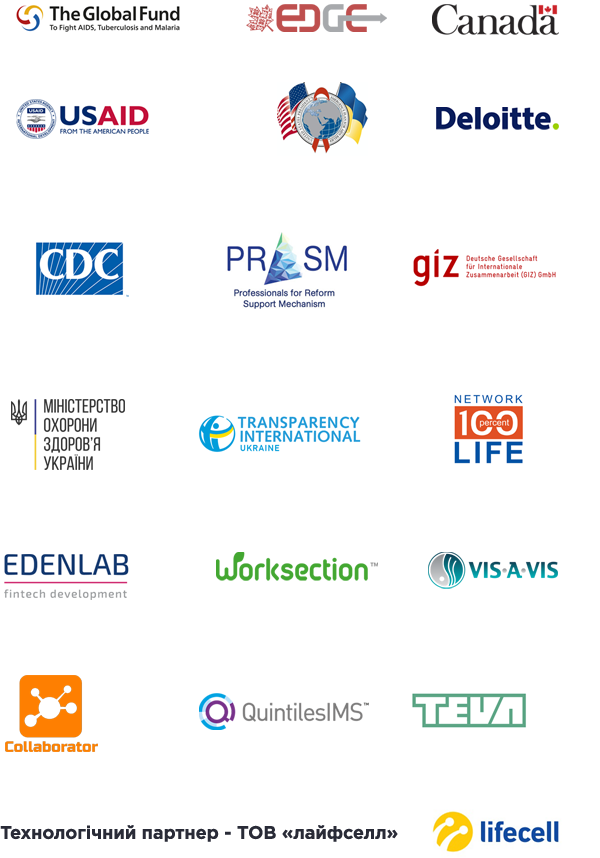 The Global Fund
To Fight AIDS, Tuberculosis and Malaria
EDGE
Canada
USAID
FROM THE AMERICAN PEOPLE
Deloitte.
CDC
PRISM
Professionals for Reform
Support Mechanism
giz
Deutsche Gesellschaft
für Internationale
Zusammenarbeit (GIZ) GmbH
МІНІСТЕРСТВО
ОХОРОНИ
ЗДОРОВ'Я
УКРАЇНИ
TRANSPARENCY
INTERNATIONAL
UKRAINE
NETWORK
100
percent
LIFE
EDENLAB
fintech development
Worksection™
VIS·A·VIS
Collaborator
QuintilesIMS™
TEVA
Технологічний партнер - ТОВ «лайфселл»
lifecell